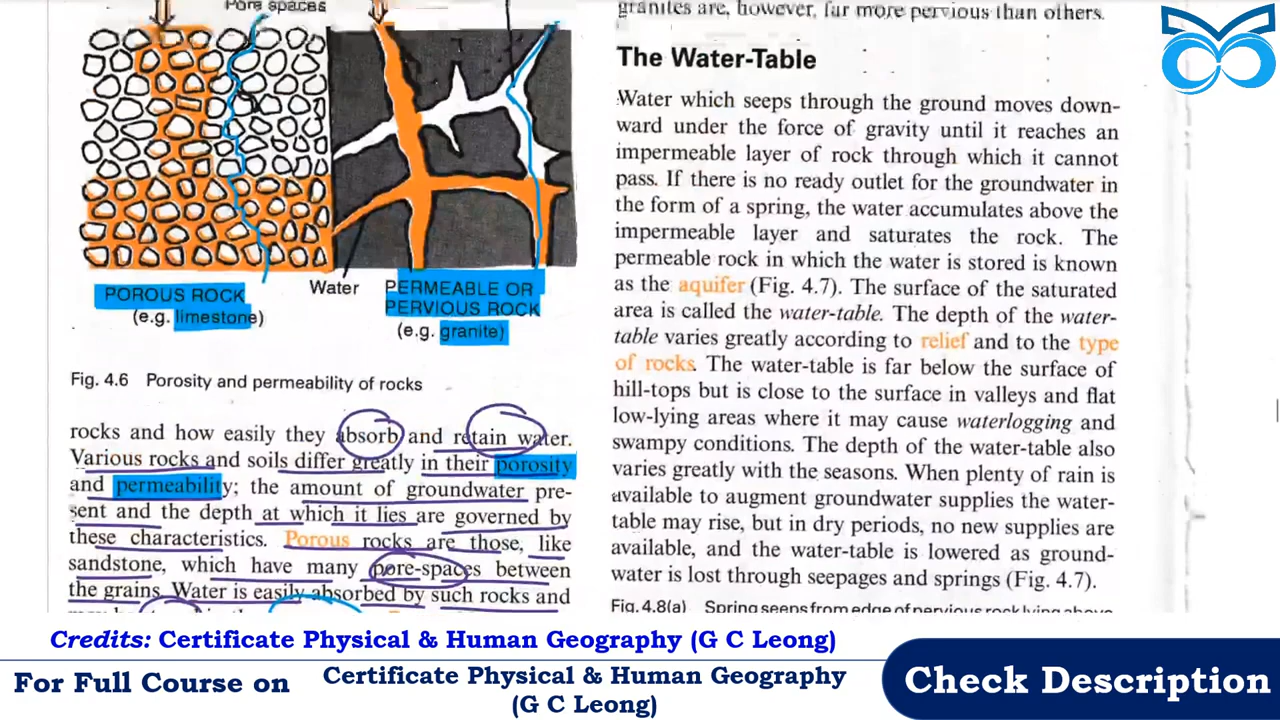 Pore spaces
POROUS ROCK
(e.g. limestone)
Water
PERMEABLE OR
PERVIOUS ROCK
(e.g. granite)
Fig. 4.6 Porosity and permeability of rocks
rocks and how easily they absorb and retain water.
Various rocks and soils differ greatly in their porosity
and permeability; the amount of groundwater pre-
sent and the depth at which it lies are governed by
these characteristics. Porous rocks are those, like
sandstone, which have many pore-spaces between
the grains. Water is easily absorbed by such rocks and
granites are, however, far more pervious than others.
The Water-Table
Water which seeps through the ground moves down-
ward under the force of gravity until it reaches an
impermeable layer of rock through which it cannot
pass. If there is no ready outlet for the groundwater in
the form of a spring, the water accumulates above the
impermeable layer and saturates the rock. The
permeable rock in which the water is stored is known
as the aquifer (Fig. 4.7). The surface of the saturated
area is called the water-table. The depth of the water-
table varies greatly according to relief and to the type
of rocks. The water-table is far below the surface of
hill-tops but is close to the surface in valleys and flat
low-lying areas where it may cause waterlogging and
swampy conditions. The depth of the water-table also
varies greatly with the seasons. When plenty of rain is
available to augment groundwater supplies the water-
table may rise, but in dry periods, no new supplies are
available, and the water-table is lowered as ground-
water is lost through seepages and springs (Fig. 4.7).
Fig. 4.8(a) Spring seeps from edge of pervious rock lying above
Credits: Certificate Physical & Human Geography (G C Leong)
For Full Course on
Certificate Physical & Human Geography
(G C Leong)
Check Description